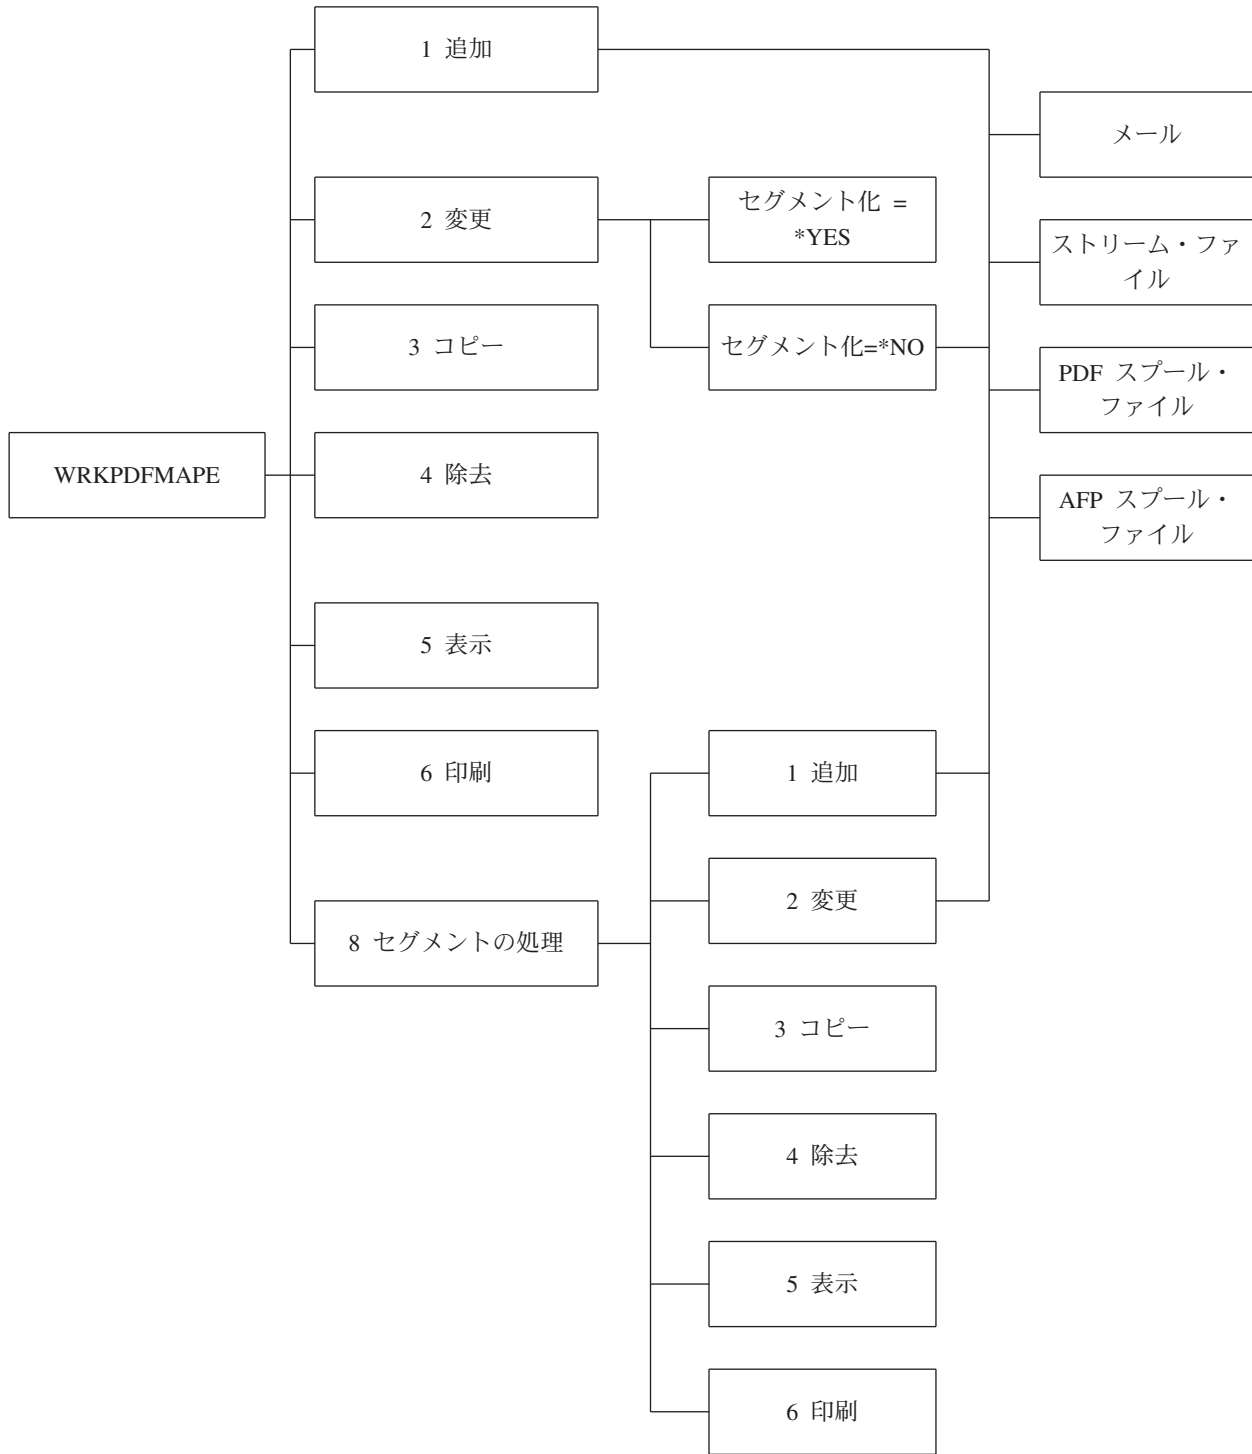 1 追加
メール
2 変更
セグメント化 =
*YES
ストリーム・ファ
イル
3 コピー
セグメント化=*NO
PDF スプール・
ファイル
WRKPDFMAPE
4 除去
AFP スプール・
ファイル
5 表示
6 印刷
1 追加
2 変更
8 セグメントの処理
3 コピー
4 除去
5 表示
6 印刷